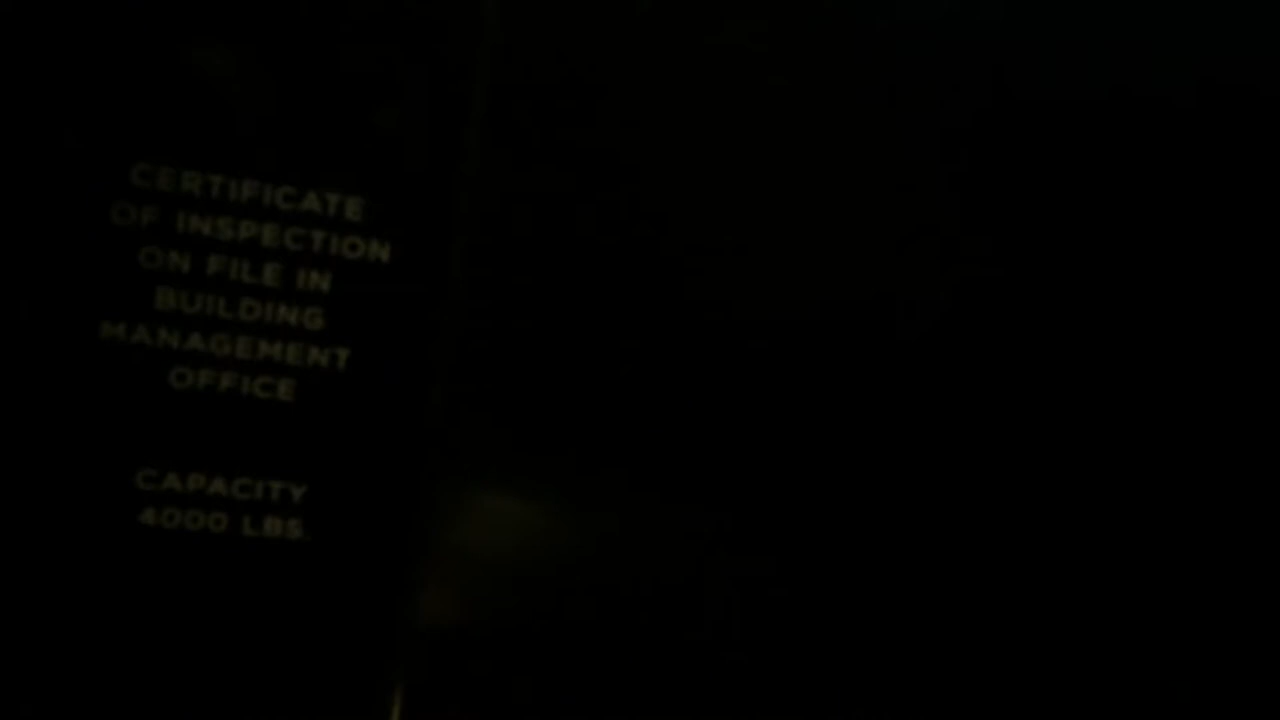 CERTIFICATE
OF INSPECTION
ON FILE IN
BUILDING
MANAGEMENT
OFFICE
CAPACITY
4000 LBS.